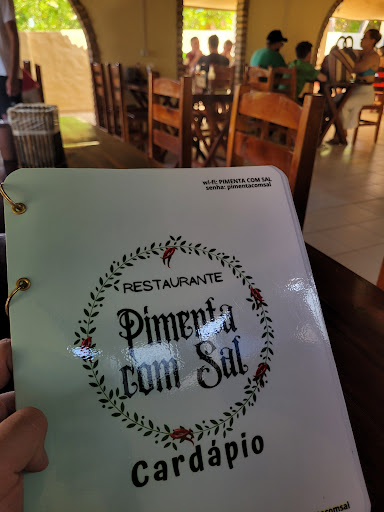 wi-fi: PIMENTA COM SAL
senha: pimentacomsal
RESTAURANTE
Pimenta
com Sal
Cardápio